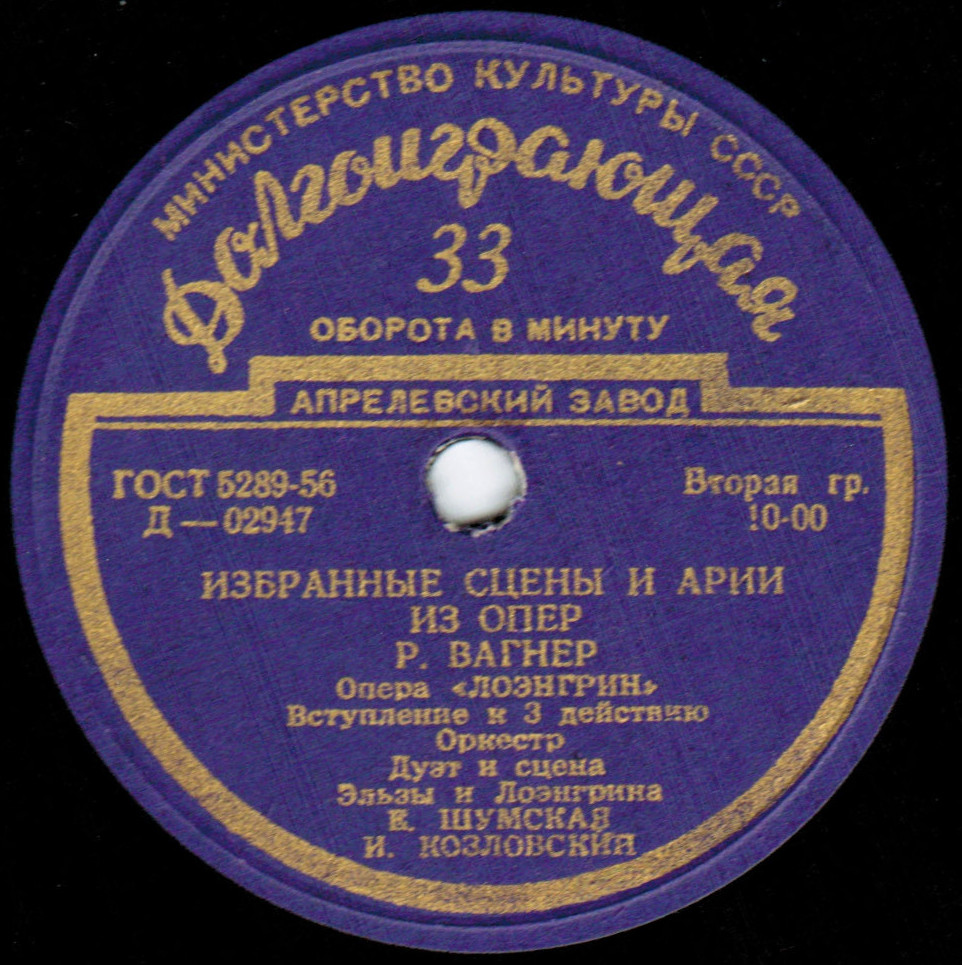 МИНИСТЕРСТВО КУЛЬТУРЫ СССР
Долгоиграющая
33
ОБОРОТА В МИНУТУ
АПРЕЛЕВСКИЙ ЗАВОД
ГОСТ 5289-56
Д — 02947
Вторая гр.
10-00
ИЗБРАННЫЕ СЦЕНЫ И АРИИ
ИЗ ОПЕР
Р. ВАГНЕР
Опера «ЛОЭНГРИН»
Вступление к 3 действию
Оркестр
Дуэт и сцена
Эльзы и Лоэнгрина
Е. ШУМСКАЯ
И. КОЗЛОВСКИЙ